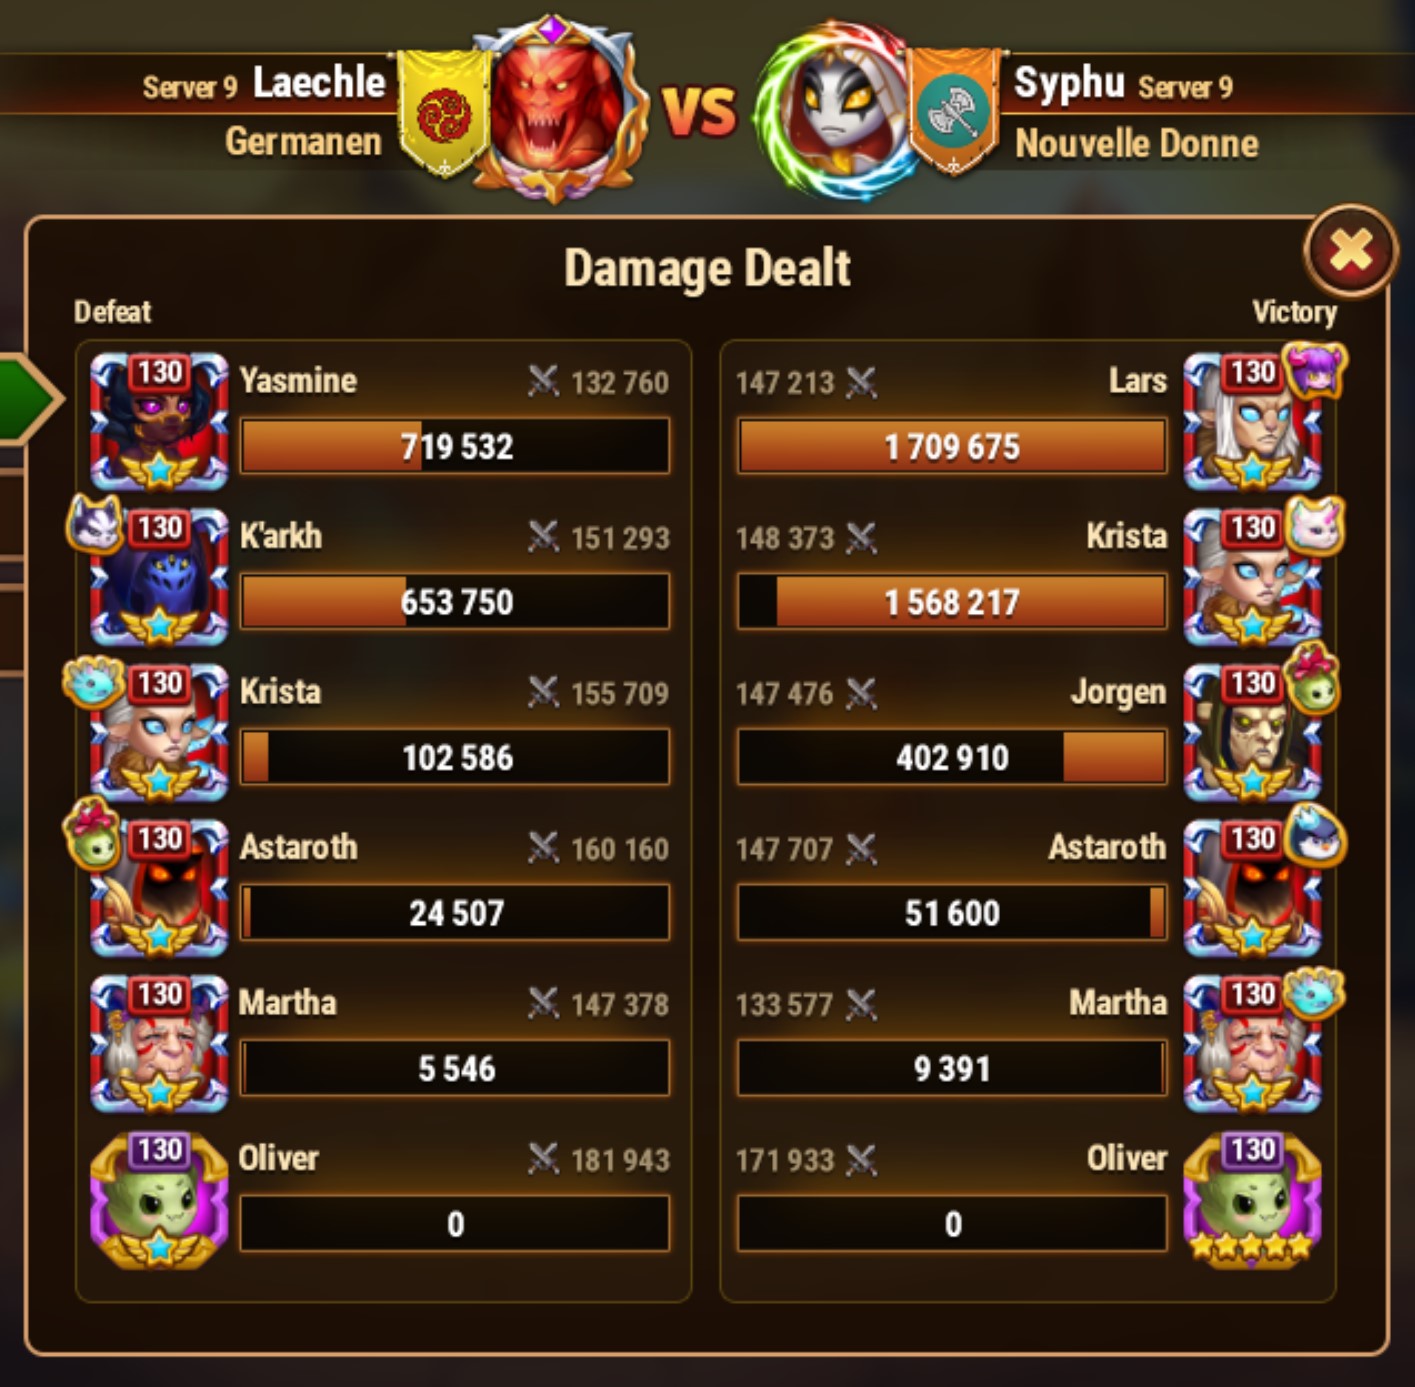 Server 9 Laechle
Germanen
VS
Syphu Server 9
Nouvelle Donne
Damage Dealt
Defeat
Victory
130 Yasmine 132 760
719 532
130 K'arkh 151 293
653 750
130 Krista 155 709
102 586
130 Astaroth 160 160
24 507
130 Martha 147 378
5 546
130 Oliver 181 943
0
147 213 Lars 130
1 709 675
148 373 Krista 130
1 568 217
147 476 Jorgen 130
402 910
147 707 Astaroth 130
51 600
133 577 Martha 130
9 391
171 933 Oliver 130
0